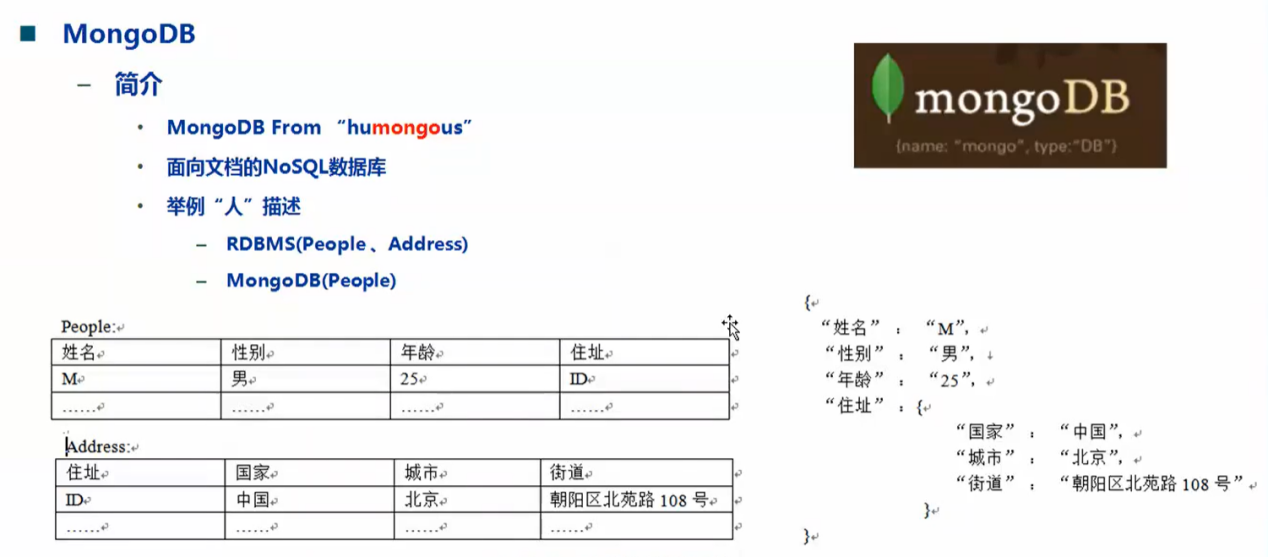 MongoDB
– 简介
• MongoDB From “humongous”
• 面向文档的NoSQL数据库
• 举例“人”描述
– RDBMS(People、Address)
– MongoDB(People)
mongoDB
{name: "mongo", type:"DB"}
People:
姓名 性别 年龄 住址
M 男 25 ID
…… …… …… ……
Address:
住址 国家 城市 街道
ID 中国 北京 朝阳区北苑路 108 号
…… …… …… ……
{
“姓名” : “M”,
“性别” : “男”,
“年龄” : “25”,
“住址” : {
“国家” : “中国”,
“城市” : “北京”,
“街道” : “朝阳区北苑路 108 号”
}
}